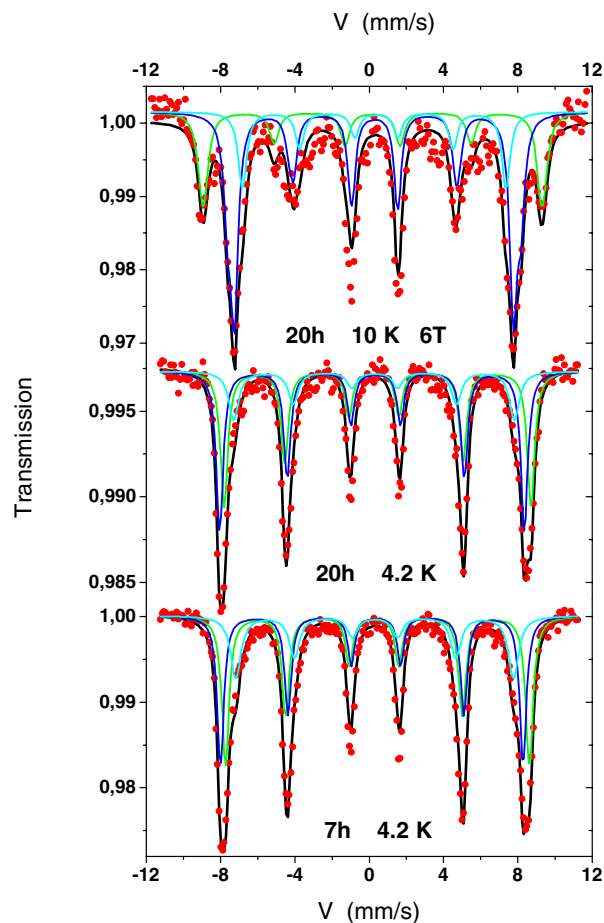 V (mm/s)
-12 -8 -4 0 4 8 12
1,00
0,99
0,98
0,97
20h 10 K 6T
0,995
0,990
0,985
20h 4.2 K
Transmission
1,00
0,99
0,98
7h 4.2 K
-12 -8 -4 0 4 8 12
V (mm/s)